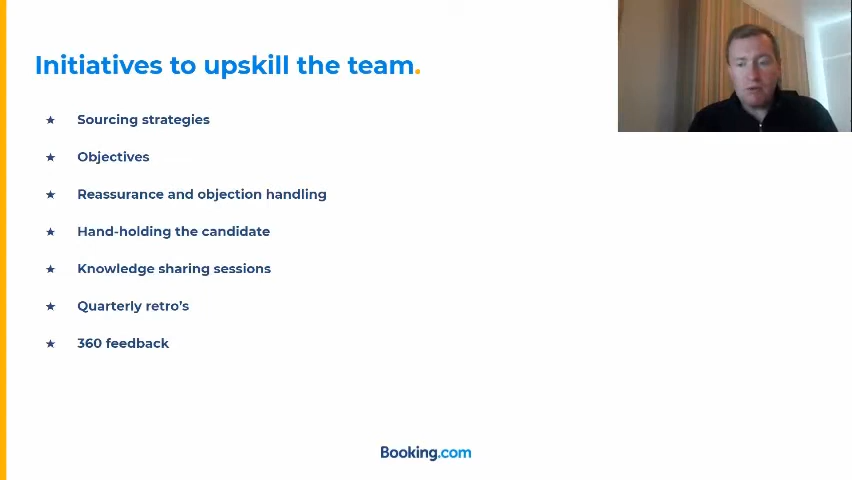 Initiatives to upskill the team.
Sourcing strategies
Objectives
Reassurance and objection handling
Hand-holding the candidate
Knowledge sharing sessions
Quarterly retro's
360 feedback
Booking.com